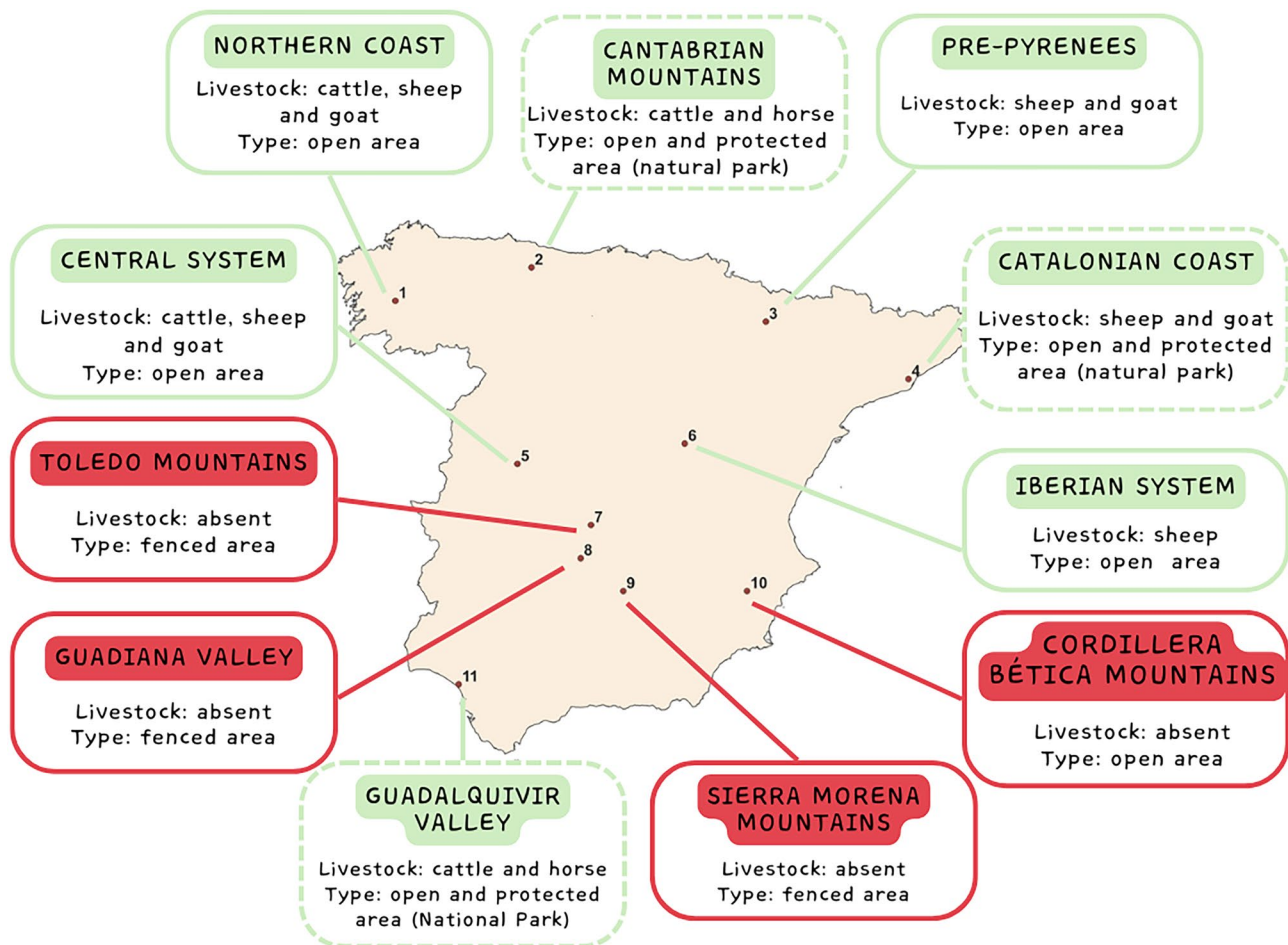 NORTHERN COAST
Livestock: cattle, sheep
and goat
Type: open area
CANTABRIAN
MOUNTAINS
Livestock: cattle and horse
Type: open and protected
area (natural park)
PRE-PYRENEES
Livestock: sheep and goat
Type: open area
CENTRAL SYSTEM
Livestock: cattle, sheep
and goat
Type: open area
CATALONIAN COAST
Livestock: sheep and goat
Type: open and protected
area (natural park)
TOLEDO MOUNTAINS
Livestock: absent
Type: fenced area
IBERIAN SYSTEM
Livestock: sheep
Type: open area
GUADIANA VALLEY
Livestock: absent
Type: fenced area
CORDILLERA
BÉTICA MOUNTAINS
Livestock: absent
Type: open area
GUADALQUIVIR
VALLEY
Livestock: cattle and horse
Type: open and protected
area (National Park)
SIERRA MORENA
MOUNTAINS
Livestock: absent
Type: fenced area
1
2
3
4
5
6
7
8
9
10
11